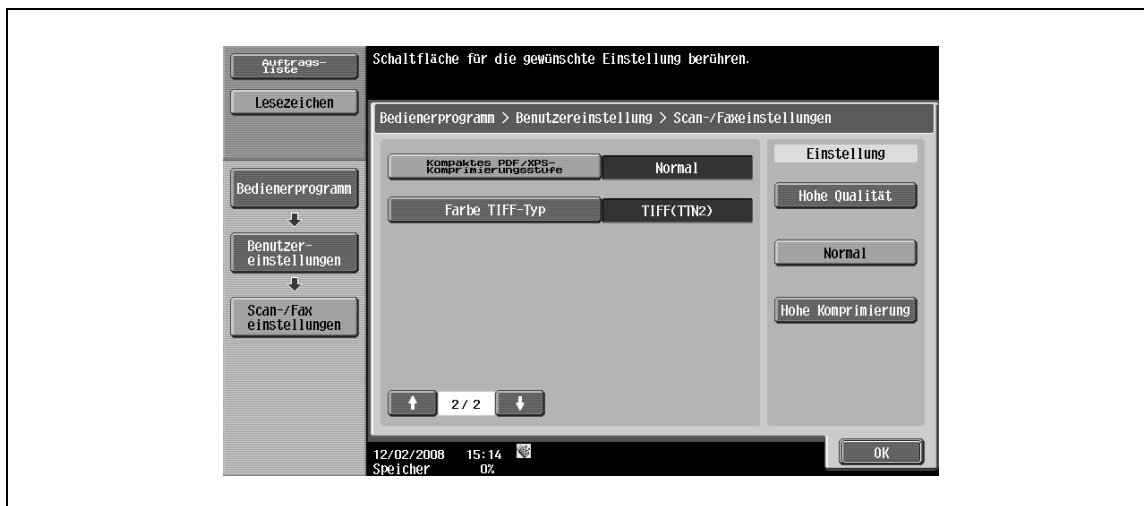 Auftrags-
liste
Lesezeichen
Schaltfläche für die gewünschte Einstellung berühren.
Bedienerprogramm > Benutzereinstellung > Scan-/Faxeinstellungen
Bedienerprogramm
Benutzer-
einstellungen
Scan-/Fax
einstellungen
Kompaktes PDF/XPS-
Komprimierungsstufe
Normal
Farbe TIFF-Typ
TIFF(TTN2)
2/ 2
Einstellung
Hohe Qualität
Normal
Hohe Komprimierung
12/02/2008 15:14
Speicher 0%
OK